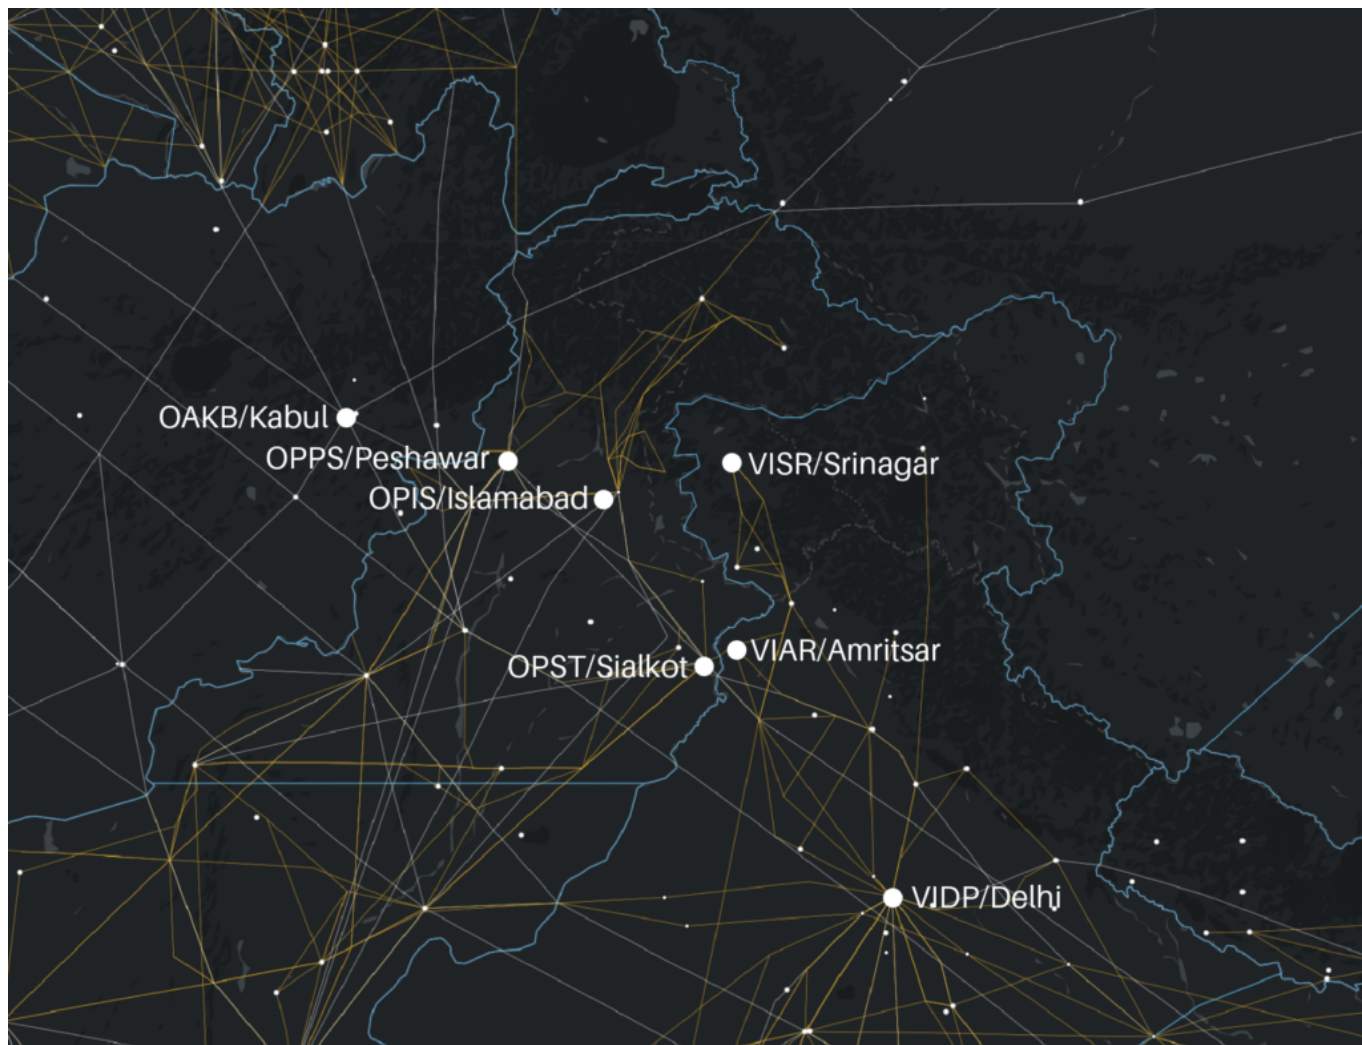 OAKB/Kabul
OPPS/Peshawar
VISR/Srinagar
OPIS/Islamabad
VIAR/Amritsar
OPST/Sialkot
VIDP/Delhi